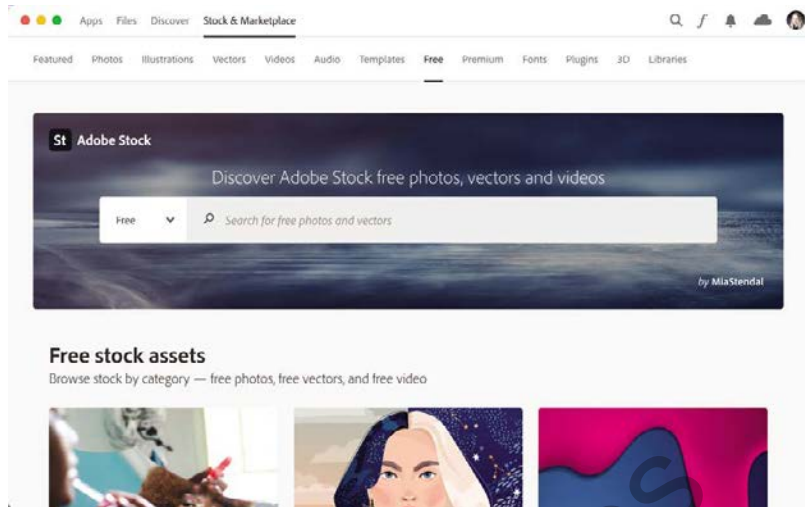 Apps Files Discover Stock & Marketplace
Featured Photos Illustrations Vectors Videos Audio Templates Free Premium Fonts Plugins 3D Libraries
St Adobe Stock
Discover Adobe Stock free photos, vectors and videos
Free Search for free photos and vectors
by MiaStendal
Free stock assets
Browse stock by category — free photos, free vectors, and free video
S